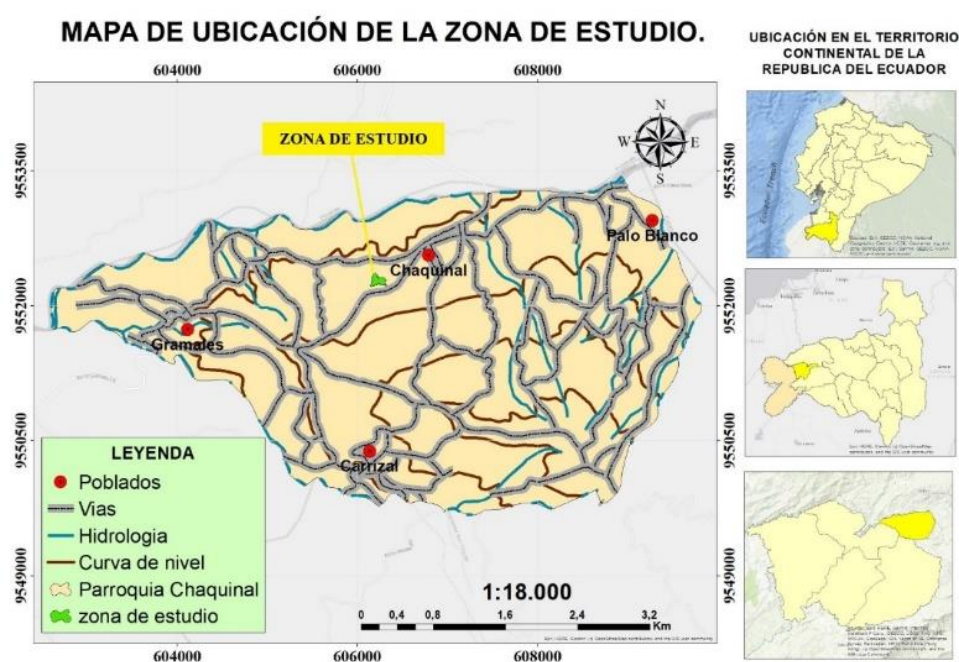 MAPA DE UBICACIÓN DE LA ZONA DE ESTUDIO.
604000 606000 608000
ZONA DE ESTUDIO
N
W E
S
9553500 9553500
Palo Blanco
Chaquinal
9552000 9552000
Gramales
9550500 9550500
Carrizal
9549000 9549000
LEYENDA
Poblados
Vias
Hidrologia
Curva de nivel
Parroquia Chaquinal
zona de estudio
1:18.000
0 0,4 0,8 1,6 2,4 3,2
Km
604000 606000 608000
UBICACIÓN EN EL TERRITORIO
CONTINENTAL DE LA
REPUBLICA DEL ECUADOR